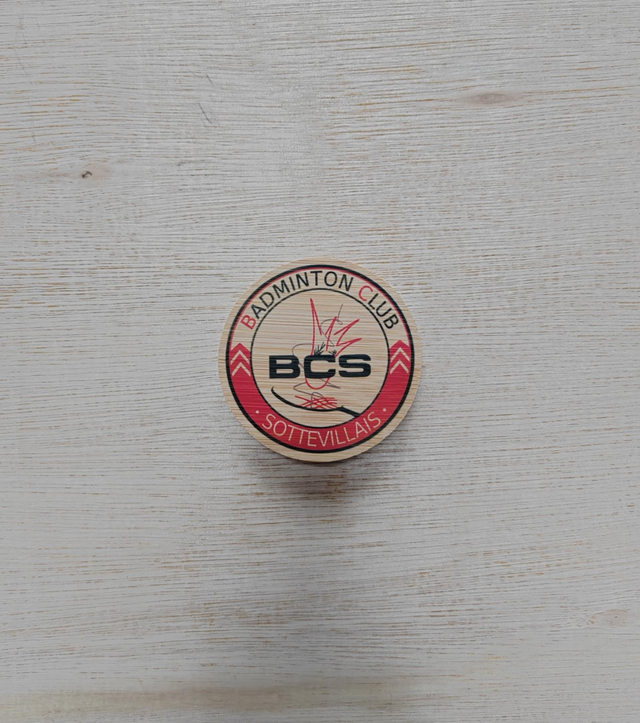 BADMINTON CLUB
BCS
· SOTTEVILLAIS ·